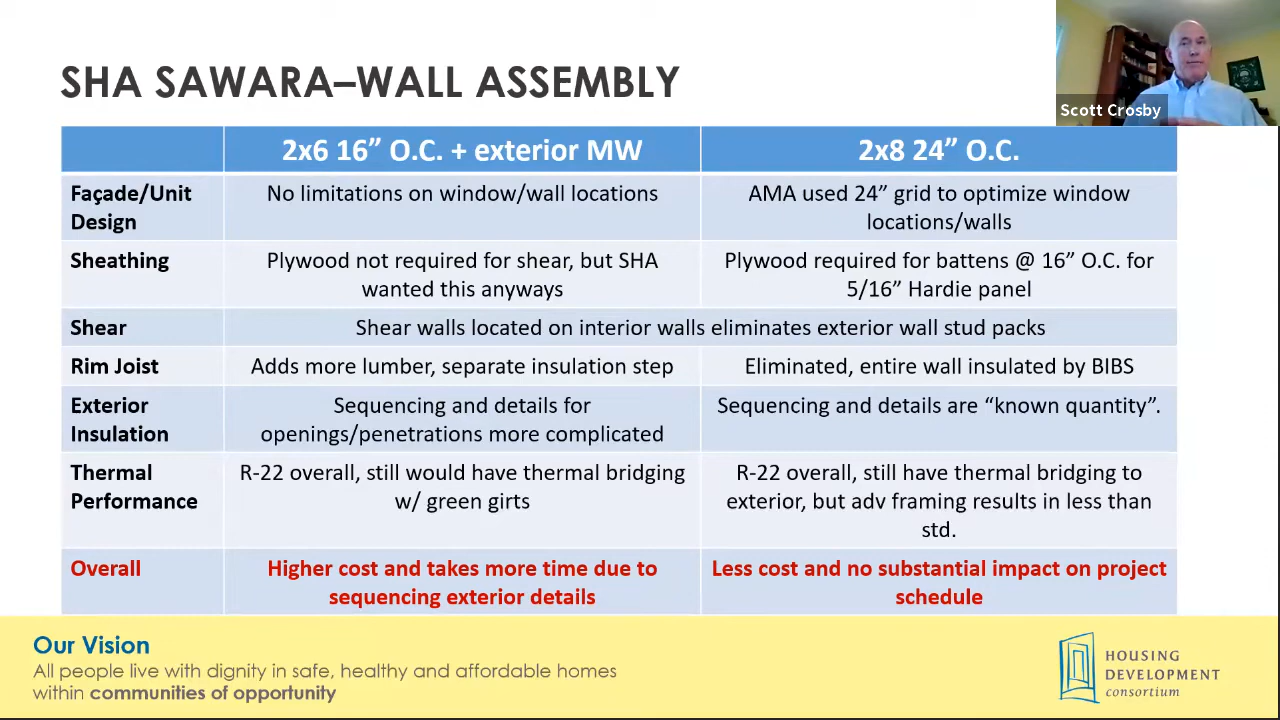 SHA SAWARA–WALL ASSEMBLY
Scott Crosby
2x6 16” O.C. + exterior MW
2x8 24” O.C.
Façade/Unit
Design
No limitations on window/wall locations
AMA used 24” grid to optimize window
locations/walls
Sheathing
Plywood not required for shear, but SHA
wanted this anyways
Plywood required for battens @ 16” O.C. for
5/16” Hardie panel
Shear
Shear walls located on interior walls eliminates exterior wall stud packs
Rim Joist
Adds more lumber, separate insulation step
Eliminated, entire wall insulated by BIBS
Exterior
Insulation
Sequencing and details for
openings/penetrations more complicated
Sequencing and details are “known quantity”.
Thermal
Performance
R-22 overall, still would have thermal bridging
w/ green girts
R-22 overall, still have thermal bridging to
exterior, but adv framing results in less than
std.
Overall
Higher cost and takes more time due to
sequencing exterior details
Less cost and no substantial impact on project
schedule
Our Vision
All people live with dignity in safe, healthy and affordable homes
within communities of opportunity
HOUSING
DEVELOPMENT
consortium